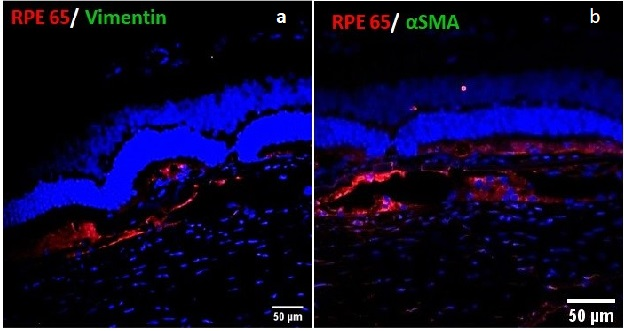 RPE 65/ Vimentin
a
50 µm
RPE 65/ αSMA
b
50 µm